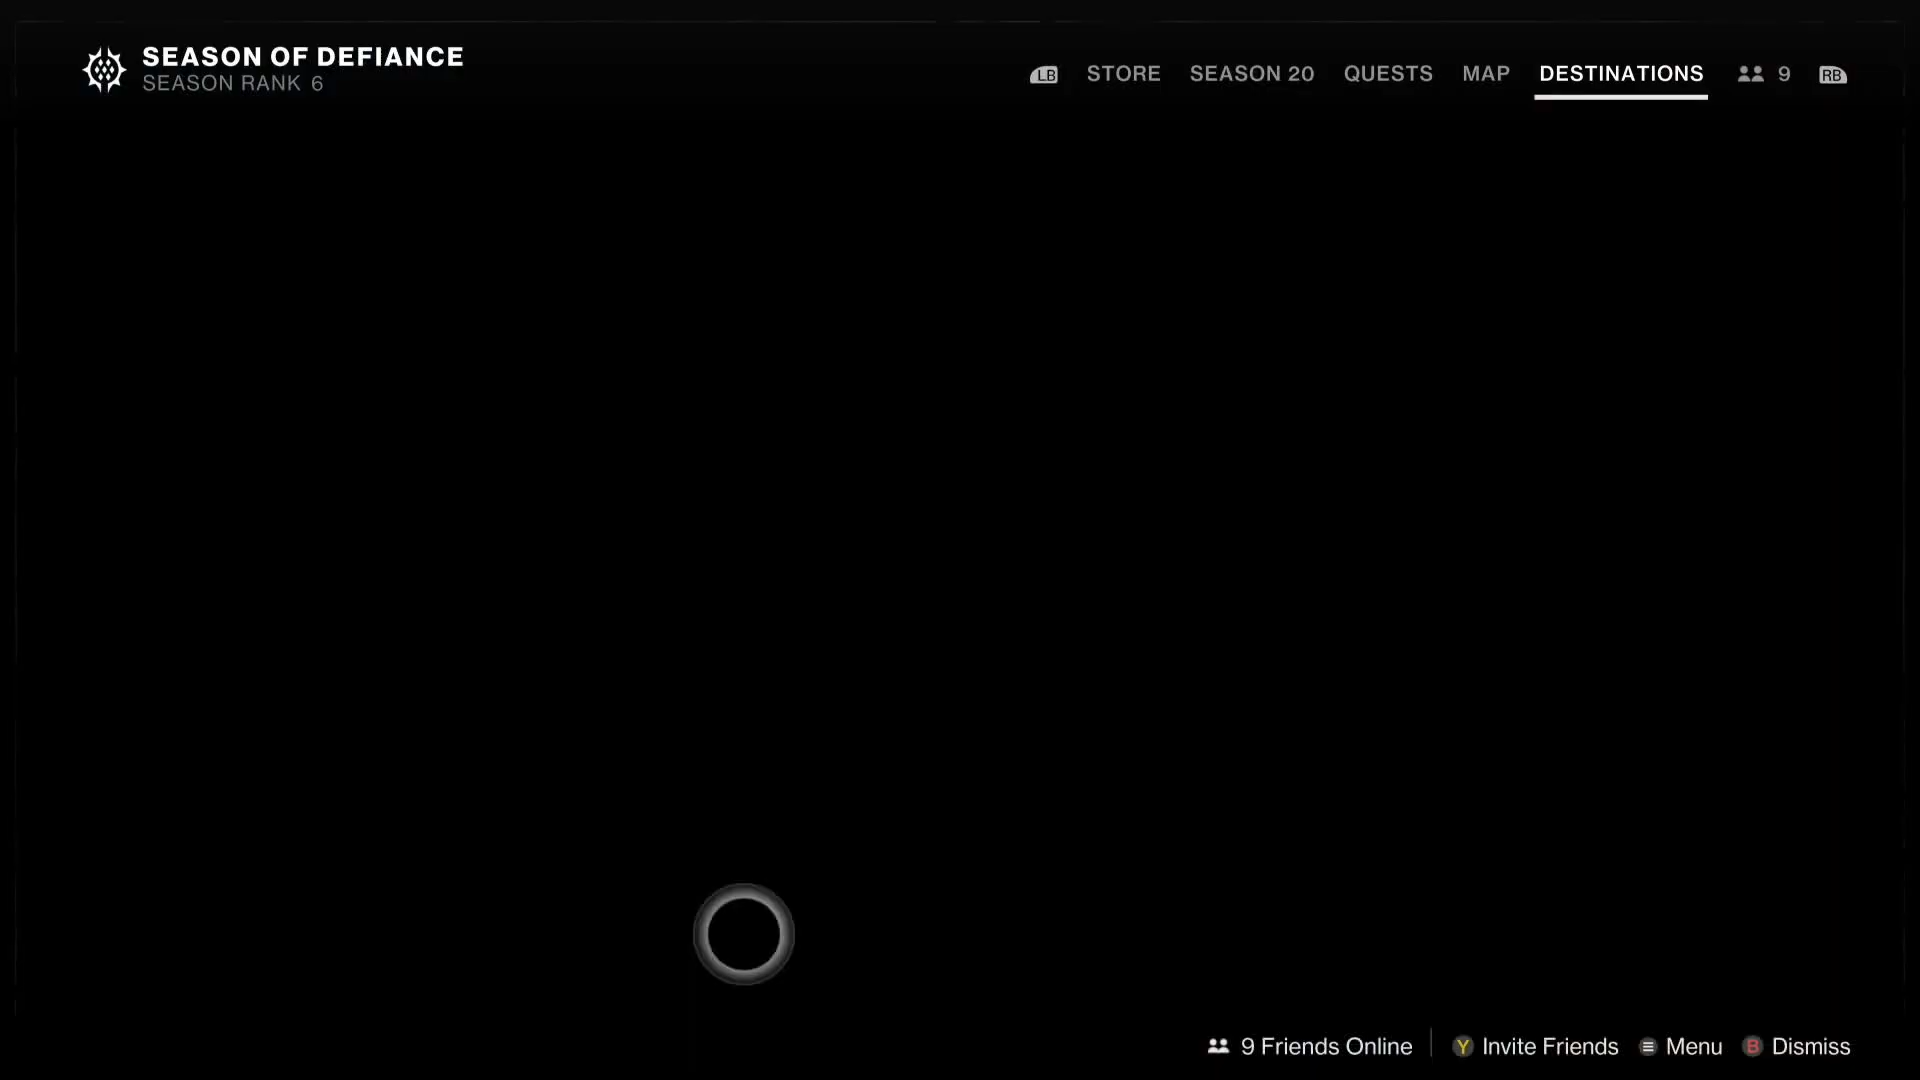 SEASON OF DEFIANCE
SEASON RANK 6
LB STORE SEASON 20 QUESTS MAP DESTINATIONS 9 RB
9 Friends Online Y Invite Friends Menu B Dismiss